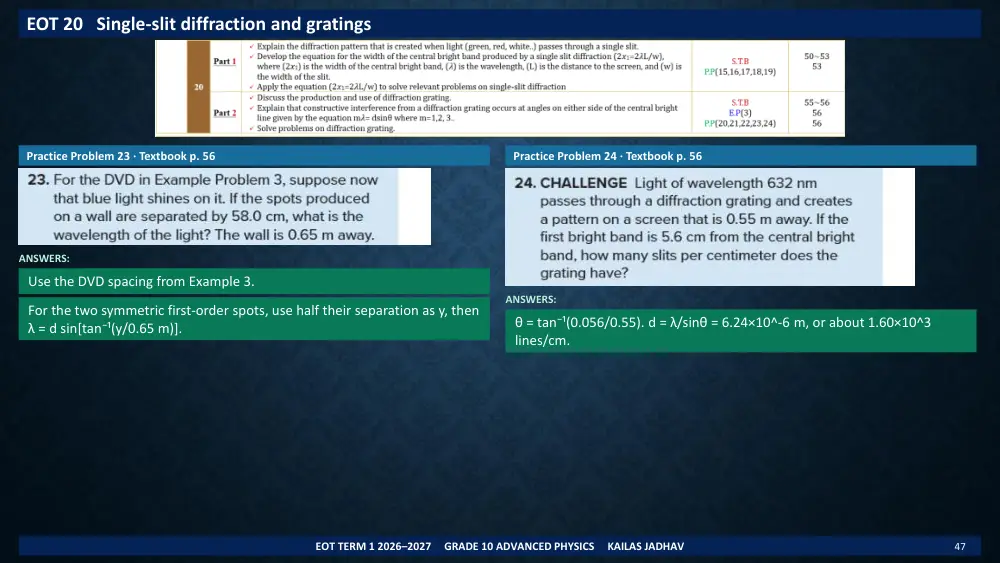 EOT 20 Single-slit diffraction and gratings
20
Part 1
✓ Explain the diffraction pattern that is created when light (green, red, white..) passes through a single slit.
✓ Develop the equation for the width of the central bright band produced by a single slit diffraction (2x₁=2λL/w),
where (2x₁) is the width of the central bright band, (λ) is the wavelength, (L) is the distance to the screen, and (w) is
the width of the slit.
✓ Apply the equation (2x₁=2λL/w) to solve relevant problems on single-slit diffraction
S.T.B
P.P(15,16,17,18,19)
50~53
53
Part 2
✓ Discuss the production and use of diffraction grating.
✓ Explain that constructive interference from a diffraction grating occurs at angles on either side of the central bright
line given by the equation mλ= dsinθ where m=1,2, 3..
✓ Solve problems on diffraction grating.
S.T.B
E.P(3)
P.P(20,21,22,23,24)
55~56
56
56
Practice Problem 23 · Textbook p. 56
23. For the DVD in Example Problem 3, suppose now
that blue light shines on it. If the spots produced
on a wall are separated by 58.0 cm, what is the
wavelength of the light? The wall is 0.65 m away.
ANSWERS:
Use the DVD spacing from Example 3.
For the two symmetric first-order spots, use half their separation as y, then
λ = d sin[tan⁻¹(y/0.65 m)].
Practice Problem 24 · Textbook p. 56
24. CHALLENGE Light of wavelength 632 nm
passes through a diffraction grating and creates
a pattern on a screen that is 0.55 m away. If the
first bright band is 5.6 cm from the central bright
band, how many slits per centimeter does the
grating have?
ANSWERS:
θ = tan⁻¹(0.056/0.55). d = λ/sinθ = 6.24×10^-6 m, or about 1.60×10^3
lines/cm.
EOT TERM 1 2026–2027 GRADE 10 ADVANCED PHYSICS KAILAS JADHAV
47